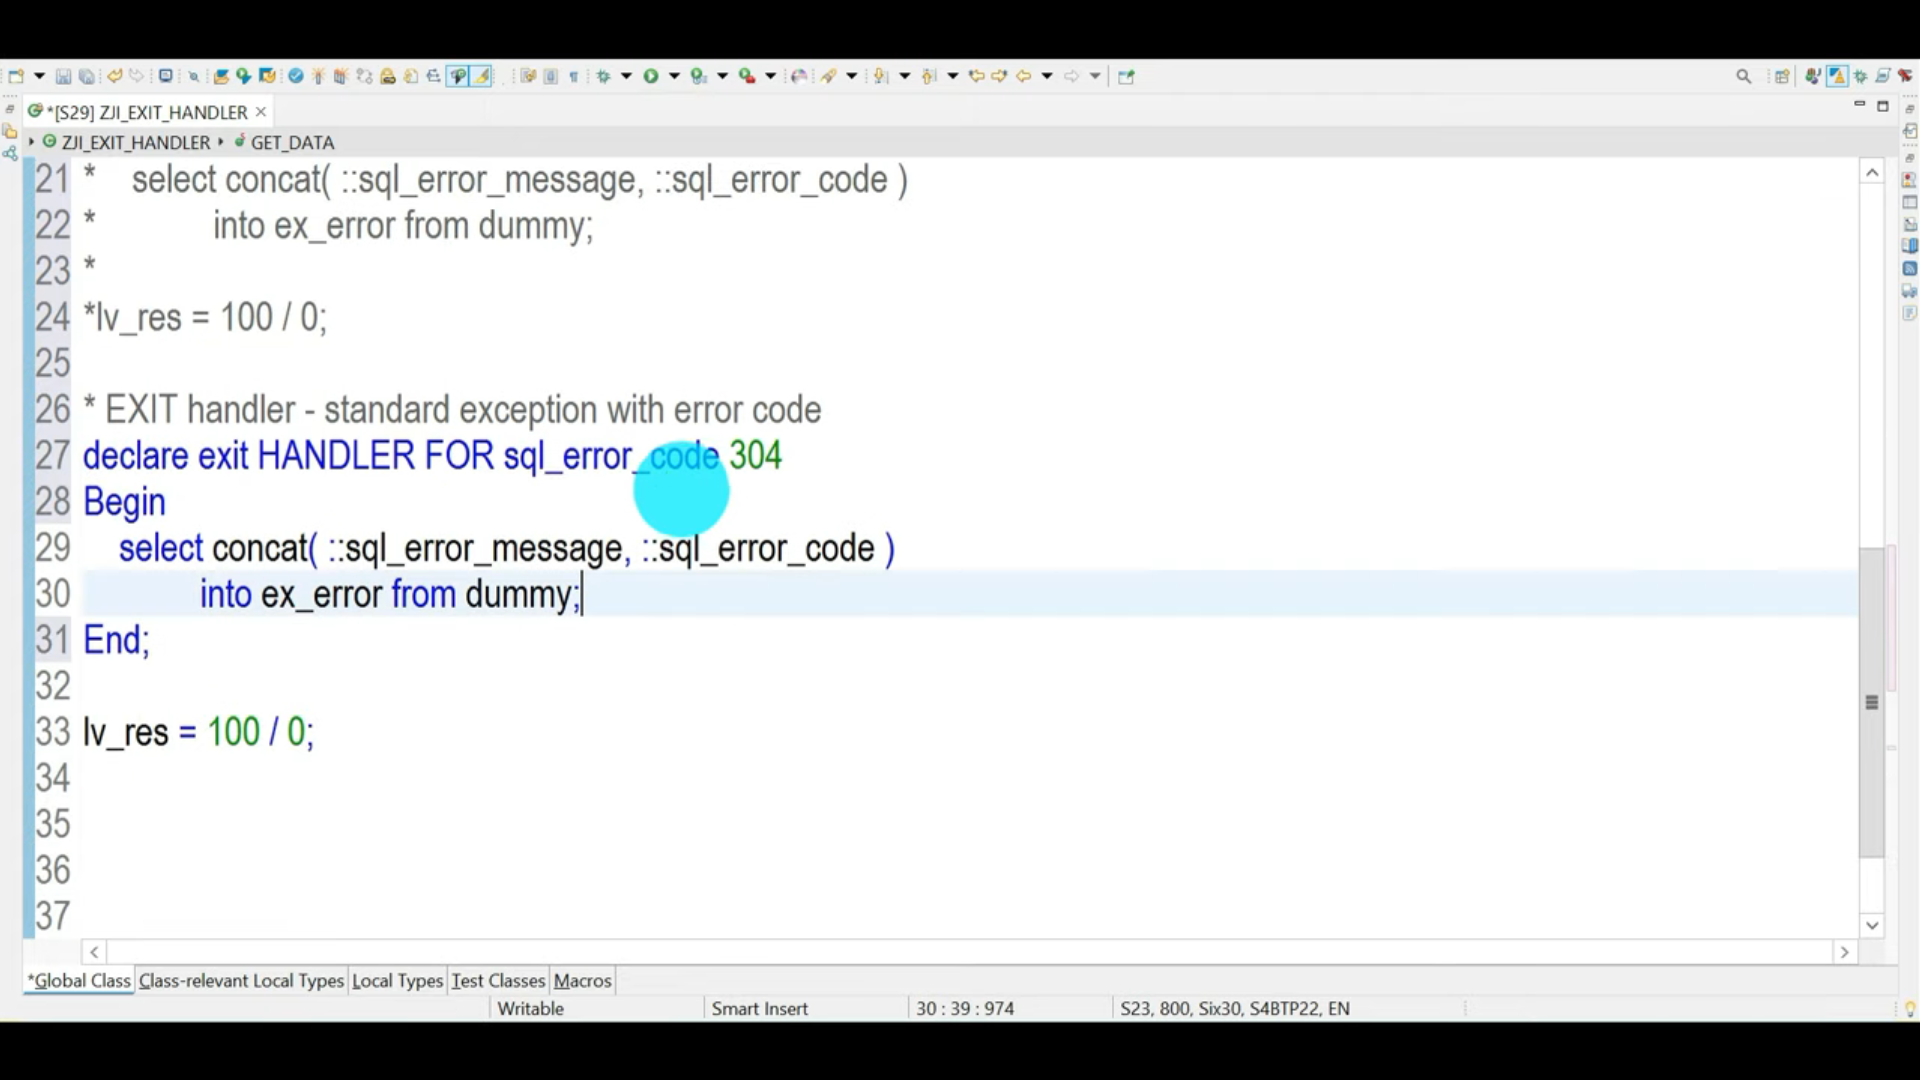 *[S29] ZJI_EXIT_HANDLER
ZJI_EXIT_HANDLER GET_DATA
21 * select concat( ::sql_error_message, ::sql_error_code )
22 * into ex_error from dummy;
23 *
24 *lv_res = 100 / 0;
25
26 * EXIT handler - standard exception with error code
27 declare exit HANDLER FOR sql_error_code 304
28 Begin
29 select concat( ::sql_error_message, ::sql_error_code )
30 into ex_error from dummy;
31 End;
32
33 lv_res = 100 / 0;
34
35
36
37
*Global Class Class-relevant Local Types Local Types Test Classes Macros
Writable Smart Insert 30 : 39 : 974 S23, 800, Six30, S4BTP22, EN